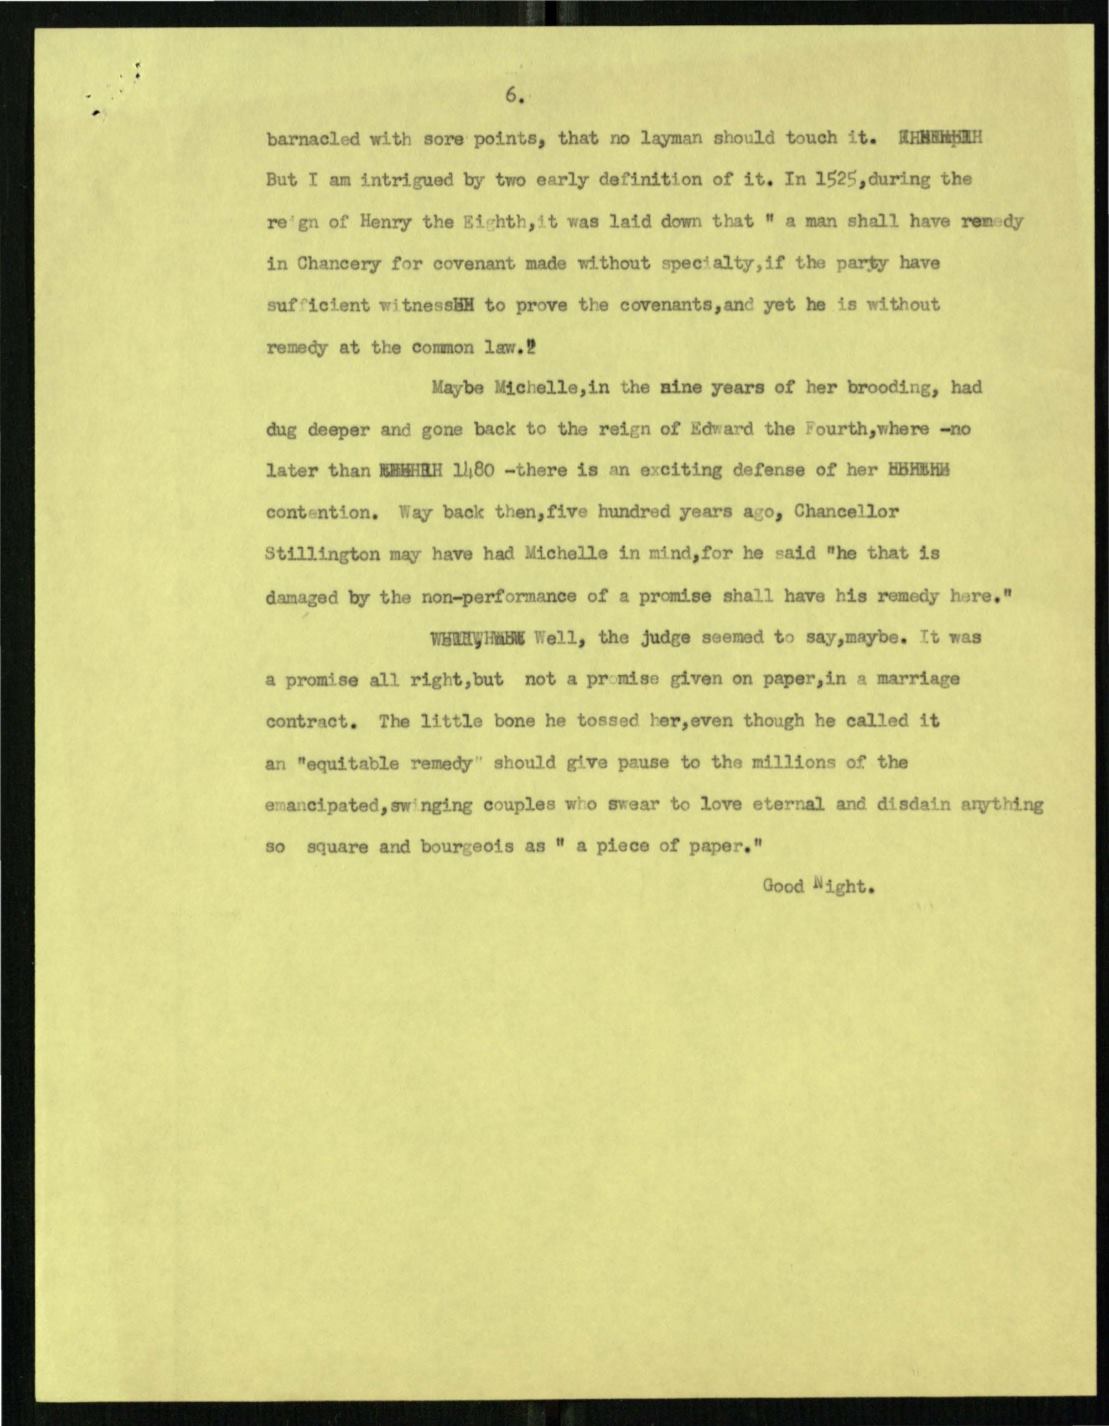 6.
barnacled with sore points, that no layman should touch it.
But I am intrigued by two early definition of it. In 1525,during the
reign of Henry the Eighth,it was laid down that " a man shall have remedy
in Chancery for covenant made without specialty,if the party have
sufficient witness to prove the covenants,and yet he is without
remedy at the common law."
Maybe Michelle,in the nine years of her brooding, had
dug deeper and gone back to the reign of Edward the Fourth,where -no
later than 1480 -there is an exciting defense of her
contention. Way back then,five hundred years ago, Chancellor
Stillington may have had Michelle in mind,for he said "he that is
damaged by the non-performance of a promise shall have his remedy here."
Well, the judge seemed to say,maybe. It was
a promise all right,but not a promise given on paper,in a marriage
contract. The little bone he tossed her,even though he called it
an "equitable remedy" should give pause to the millions of the
emancipated,swinging couples who swear to love eternal and disdain anything
so square and bourgeois as " a piece of paper."
Good Night.